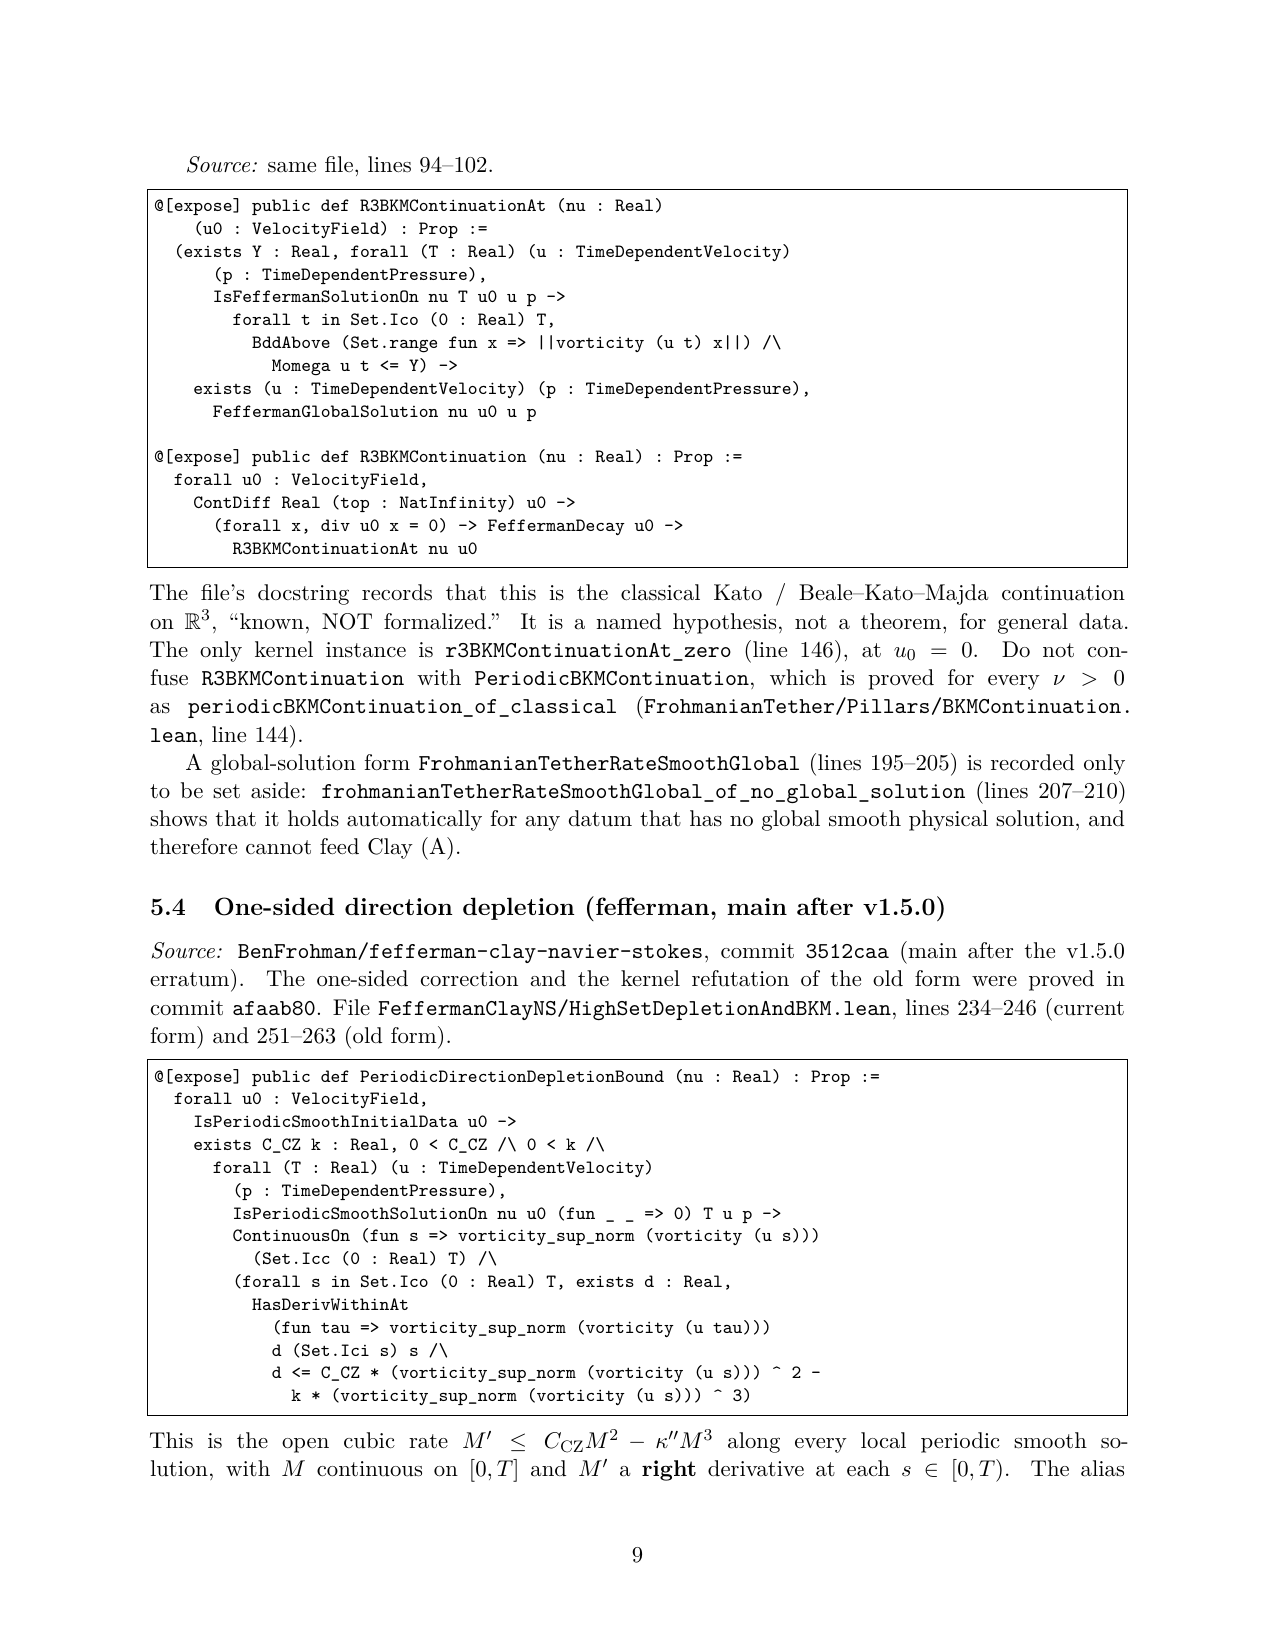 Source: same file, lines 94–102.
@[expose] public def R3BKMContinuationAt (nu : Real)
(u0 : VelocityField) : Prop :=
(exists Y : Real, forall (T : Real) (u : TimeDependentVelocity)
(p : TimeDependentPressure),
IsFeffermanSolutionOn nu T u0 u p ->
forall t in Set.Ico (0 : Real) T,
BddAbove (Set.range fun x => ||vorticity (u t) x||) /\
Momega u t <= Y) ->
exists (u : TimeDependentVelocity) (p : TimeDependentPressure),
FeffermanGlobalSolution nu u0 u p
@[expose] public def R3BKMContinuation (nu : Real) : Prop :=
forall u0 : VelocityField,
ContDiff Real (top : NatInfinity) u0 ->
(forall x, div u0 x = 0) -> FeffermanDecay u0 ->
R3BKMContinuationAt nu u0
The file's docstring records that this is the classical Kato / Beale–Kato–Majda continuation
on ℝ³, “known, NOT formalized.” It is a named hypothesis, not a theorem, for general data.
The only kernel instance is r3BKMContinuationAt_zero (line 146), at u₀ = 0. Do not con-
fuse R3BKMContinuation with PeriodicBKMContinuation, which is proved for every ν > 0
as periodicBKMContinuation_of_classical (FrohmanianTether/Pillars/BKMContinuation.
lean, line 144).
A global-solution form FrohmanianTetherRateSmoothGlobal (lines 195–205) is recorded only
to be set aside: frohmanianTetherRateSmoothGlobal_of_no_global_solution (lines 207–210)
shows that it holds automatically for any datum that has no global smooth physical solution, and
therefore cannot feed Clay (A).
5.4 One-sided direction depletion (fefferman, main after v1.5.0)
Source: BenFrohman/fefferman-clay-navier-stokes, commit 3512caa (main after the v1.5.0
erratum). The one-sided correction and the kernel refutation of the old form were proved in
commit afaab80. File FeffermanClayNS/HighSetDepletionAndBKM.lean, lines 234–246 (current
form) and 251–263 (old form).
@[expose] public def PeriodicDirectionDepletionBound (nu : Real) : Prop :=
forall u0 : VelocityField,
IsPeriodicSmoothInitialData u0 ->
exists C_CZ k : Real, 0 < C_CZ /\ 0 < k /\
forall (T : Real) (u : TimeDependentVelocity)
(p : TimeDependentPressure),
IsPeriodicSmoothSolutionOn nu u0 (fun _ _ => 0) T u p ->
ContinuousOn (fun s => vorticity_sup_norm (vorticity (u s)))
(Set.Icc (0 : Real) T) /\
(forall s in Set.Ico (0 : Real) T, exists d : Real,
HasDerivWithinAt
(fun tau => vorticity_sup_norm (vorticity (u tau)))
d (Set.Ici s) s /\
d <= C_CZ * (vorticity_sup_norm (vorticity (u s))) ^ 2 -
k * (vorticity_sup_norm (vorticity (u s))) ^ 3)
This is the open cubic rate M′ ≤ C_CZ M² − κ″M³ along every local periodic smooth so-
lution, with M continuous on [0, T] and M′ a right derivative at each s ∈ [0, T). The alias
9